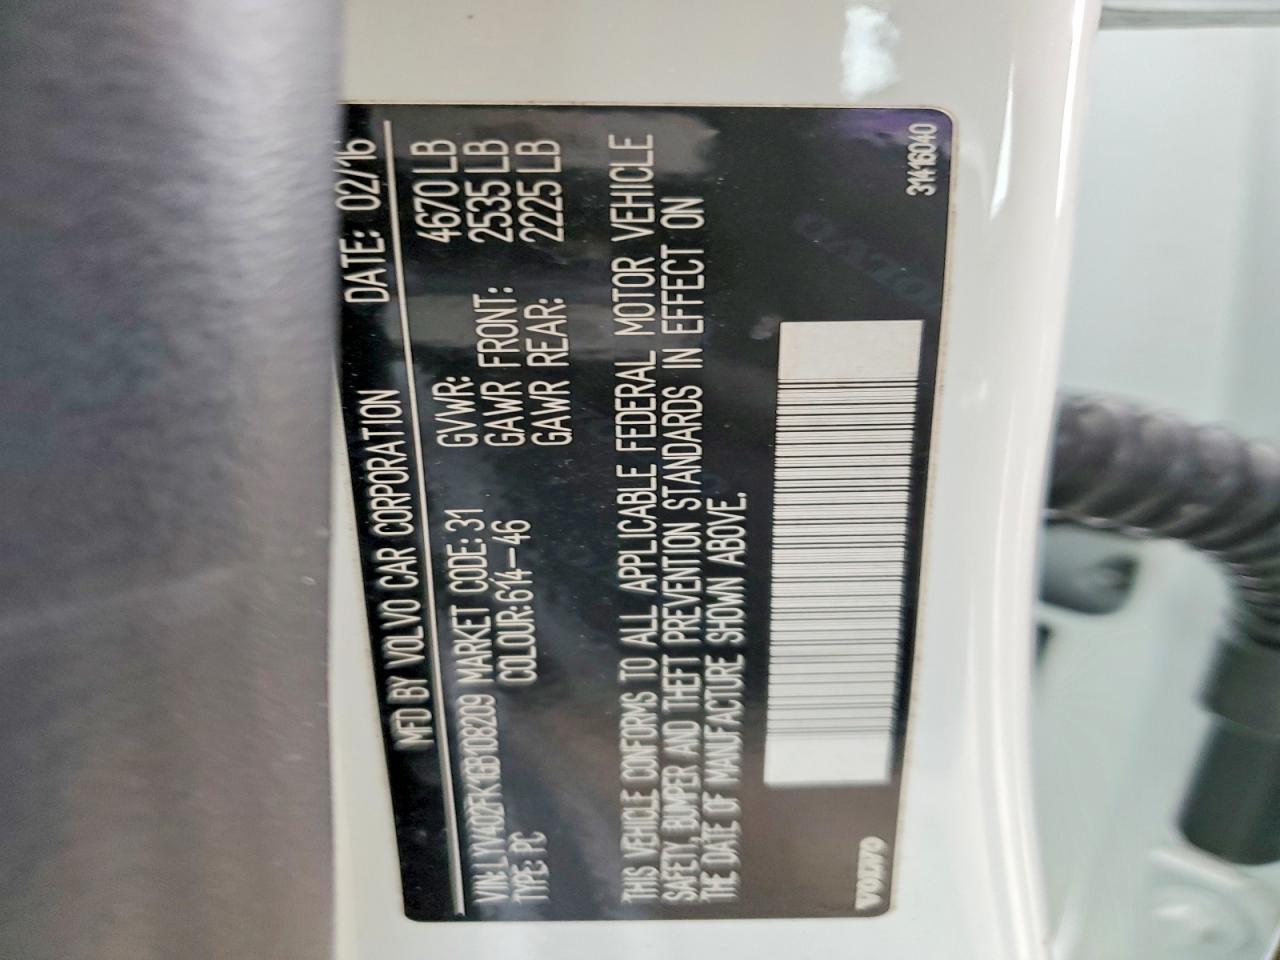 MFD BY VOLVO CAR CORPORATION DATE: 02/16
VIN: LYV402FK1GB108209 MARKET CODE: 31 GVWR: 4670 LB
TYPE: PC COLOUR: 614-46 GAWR FRONT: 2535 LB
GAWR REAR: 2225 LB
THIS VEHICLE CONFORMS TO ALL APPLICABLE FEDERAL MOTOR VEHICLE
SAFETY, BUMPER AND THEFT PREVENTION STANDARDS IN EFFECT ON
THE DATE OF MANUFACTURE SHOWN ABOVE.
VOLVO
31416040